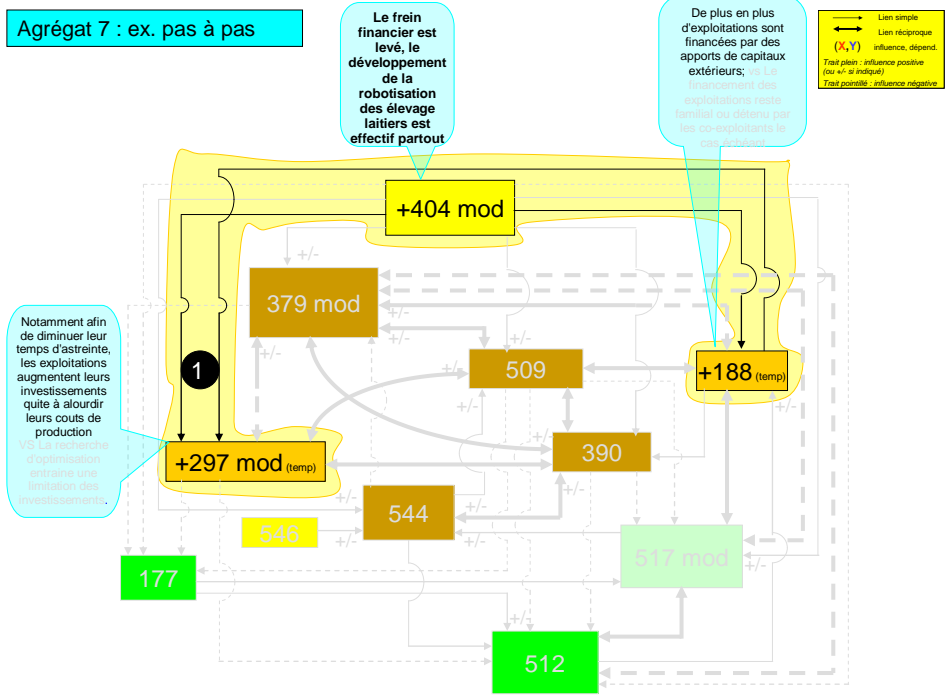 Agrégat 7 : ex. pas à pas
Le frein
financier est
levé, le
développement
de la
robotisation
des élevage
laitiers est
effectif partout
De plus en plus
d'exploitations sont
financées par des
apports de capitaux
extérieurs; vs Le
financement des
exploitations reste
familial ou détenu par
les co-exploitants le
cas échéant
Lien simple
Lien réciproque
(X,Y) influence, dépend.
Trait plein : influence positive
(ou +/- si indiqué)
Trait pointillé : influence négative
+404 mod
+/-
+/-
379 mod
+/-
+/-
+/-
Notamment afin
de diminuer leur
temps d'astreinte,
les exploitations
augmentent leurs
investissements
quite à alourdir
leurs couts de
production
VS La recherche
d'optimisation
entraine une
limitation des
investissements.
1
509
+188 (temp)
+/-
+/-
390
+297 mod (temp)
+/-
+/-
544
+/-
546
+/-
+/-
517 mod
+/-
177
+/-
512